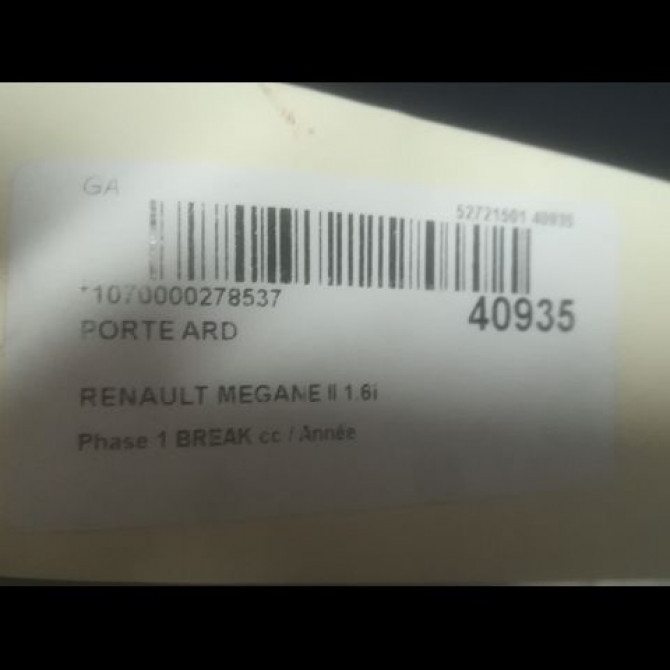 GA
52721501 40935
*1070000278537
40935
PORTE ARD
RENAULT MEGANE II 1.6i
Phase 1 BREAK cc / Année